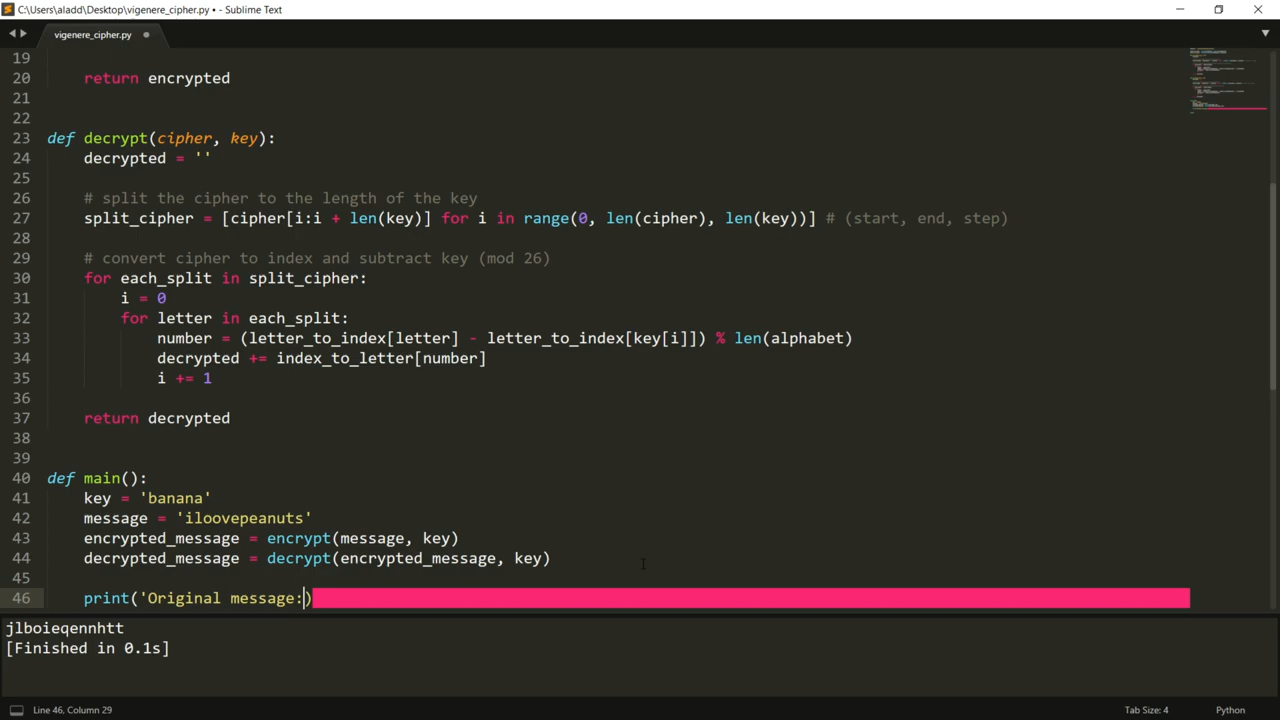 C:\Users\aladd\Desktop\vigenere_cipher.py • - Sublime Text
vigenere_cipher.py
19
20 return encrypted
21
22
23 def decrypt(cipher, key):
24 decrypted = ''
25
26 # split the cipher to the length of the key
27 split_cipher = [cipher[i:i + len(key)] for i in range(0, len(cipher), len(key))] # (start, end, step)
28
29 # convert cipher to index and subtract key (mod 26)
30 for each_split in split_cipher:
31 i = 0
32 for letter in each_split:
33 number = (letter_to_index[letter] - letter_to_index[key[i]]) % len(alphabet)
34 decrypted += index_to_letter[number]
35 i += 1
36
37 return decrypted
38
39
40 def main():
41 key = 'banana'
42 message = 'iloovepeanuts'
43 encrypted_message = encrypt(message, key)
44 decrypted_message = decrypt(encrypted_message, key)
45
46 print('Original message:)
jlboieqennhtt
[Finished in 0.1s]
Line 46, Column 29
Tab Size: 4
Python